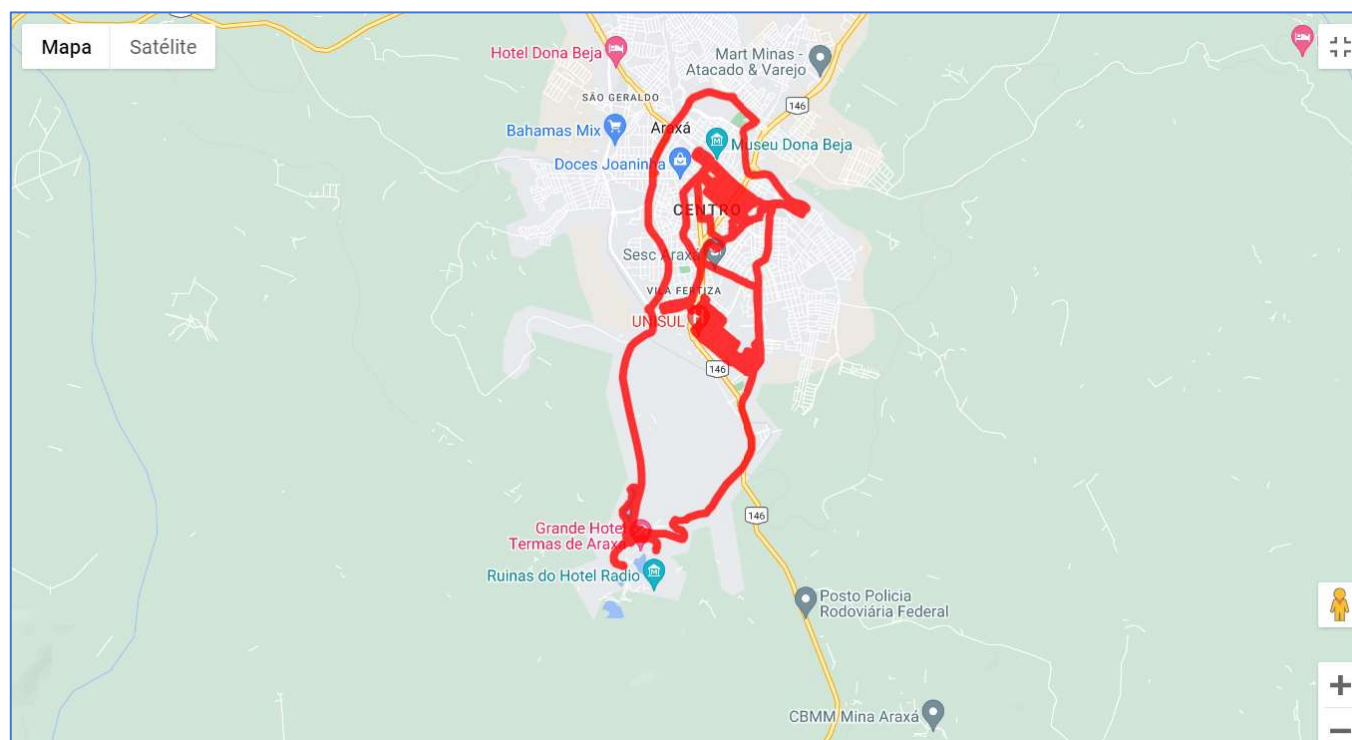 Mapa
Satélite
146
Hotel Dona Beja
Mart Minas -
Atacado & Varejo
SÃO GERALDO
146
Bahamas Mix
Araxá
Museu Dona Beja
Doces Joaninha
CENTRO
Sesc Araxá
VILA FERTIZA
UNISUL
146
146
Grande Hotel
Termas de Araxá
Ruinas do Hotel Radio
Posto Policia
Rodoviária Federal
CBMM Mina Araxá